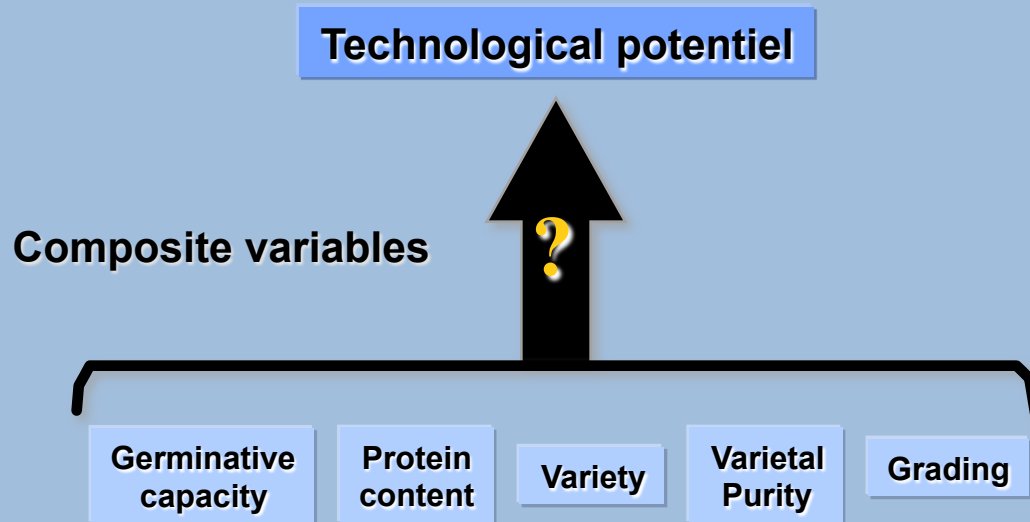 Technological potentiel
?
Composite variables
Germinative
capacity
Protein
content
Variety
Varietal
Purity
Grading